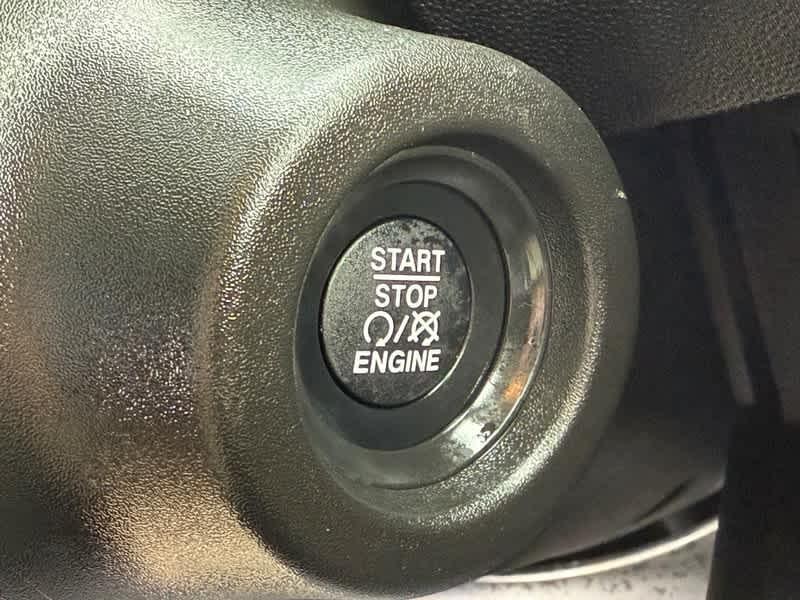 START
STOP
/
ENGINE